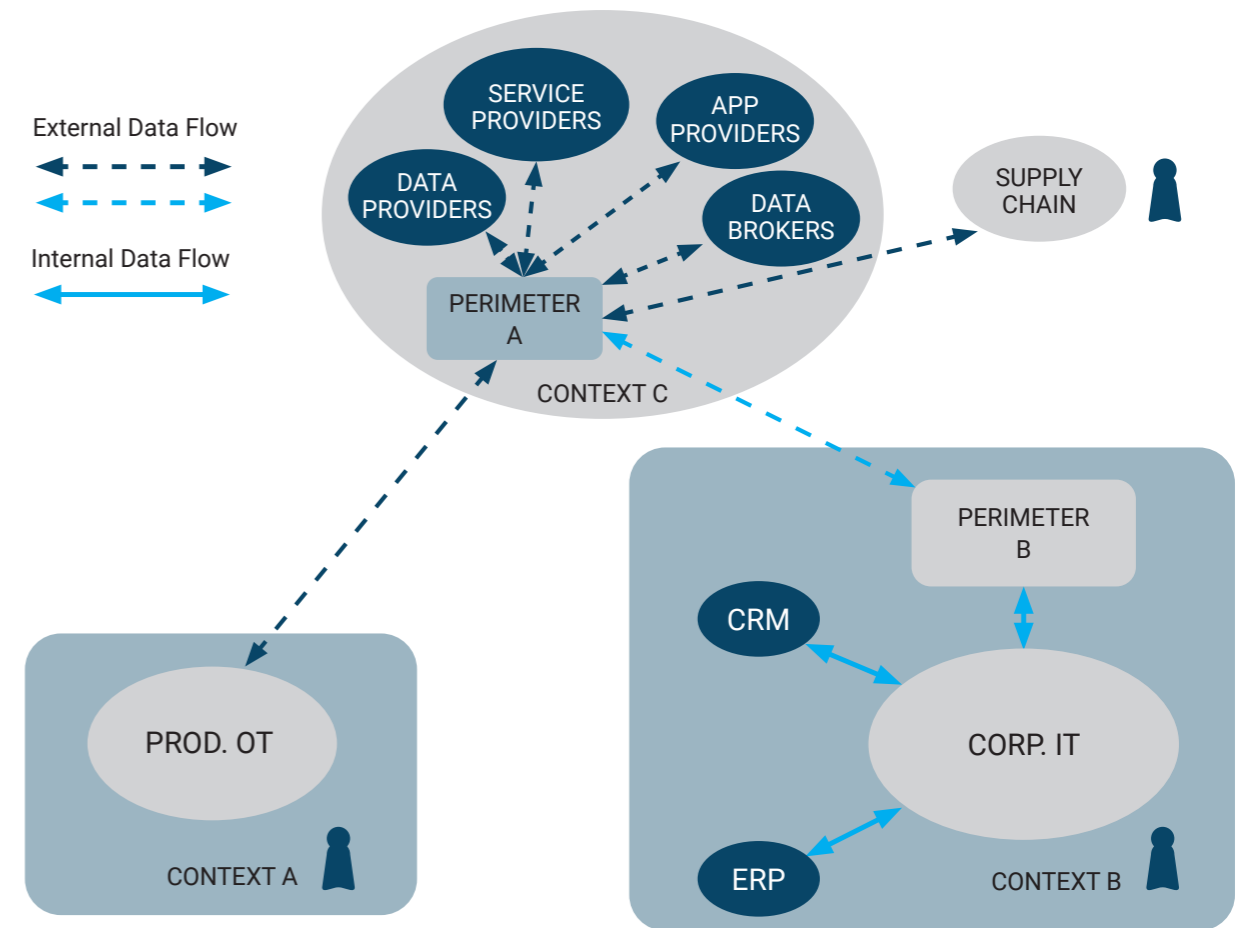 SERVICE
PROVIDERS
APP
PROVIDERS
External Data Flow
DATA
PROVIDERS
SUPPLY
CHAIN
DATA
BROKERS
Internal Data Flow
PERIMETER
A
CONTEXT C
PERIMETER
B
CRM
PROD. OT
CORP. IT
CONTEXT A
ERP
CONTEXT B